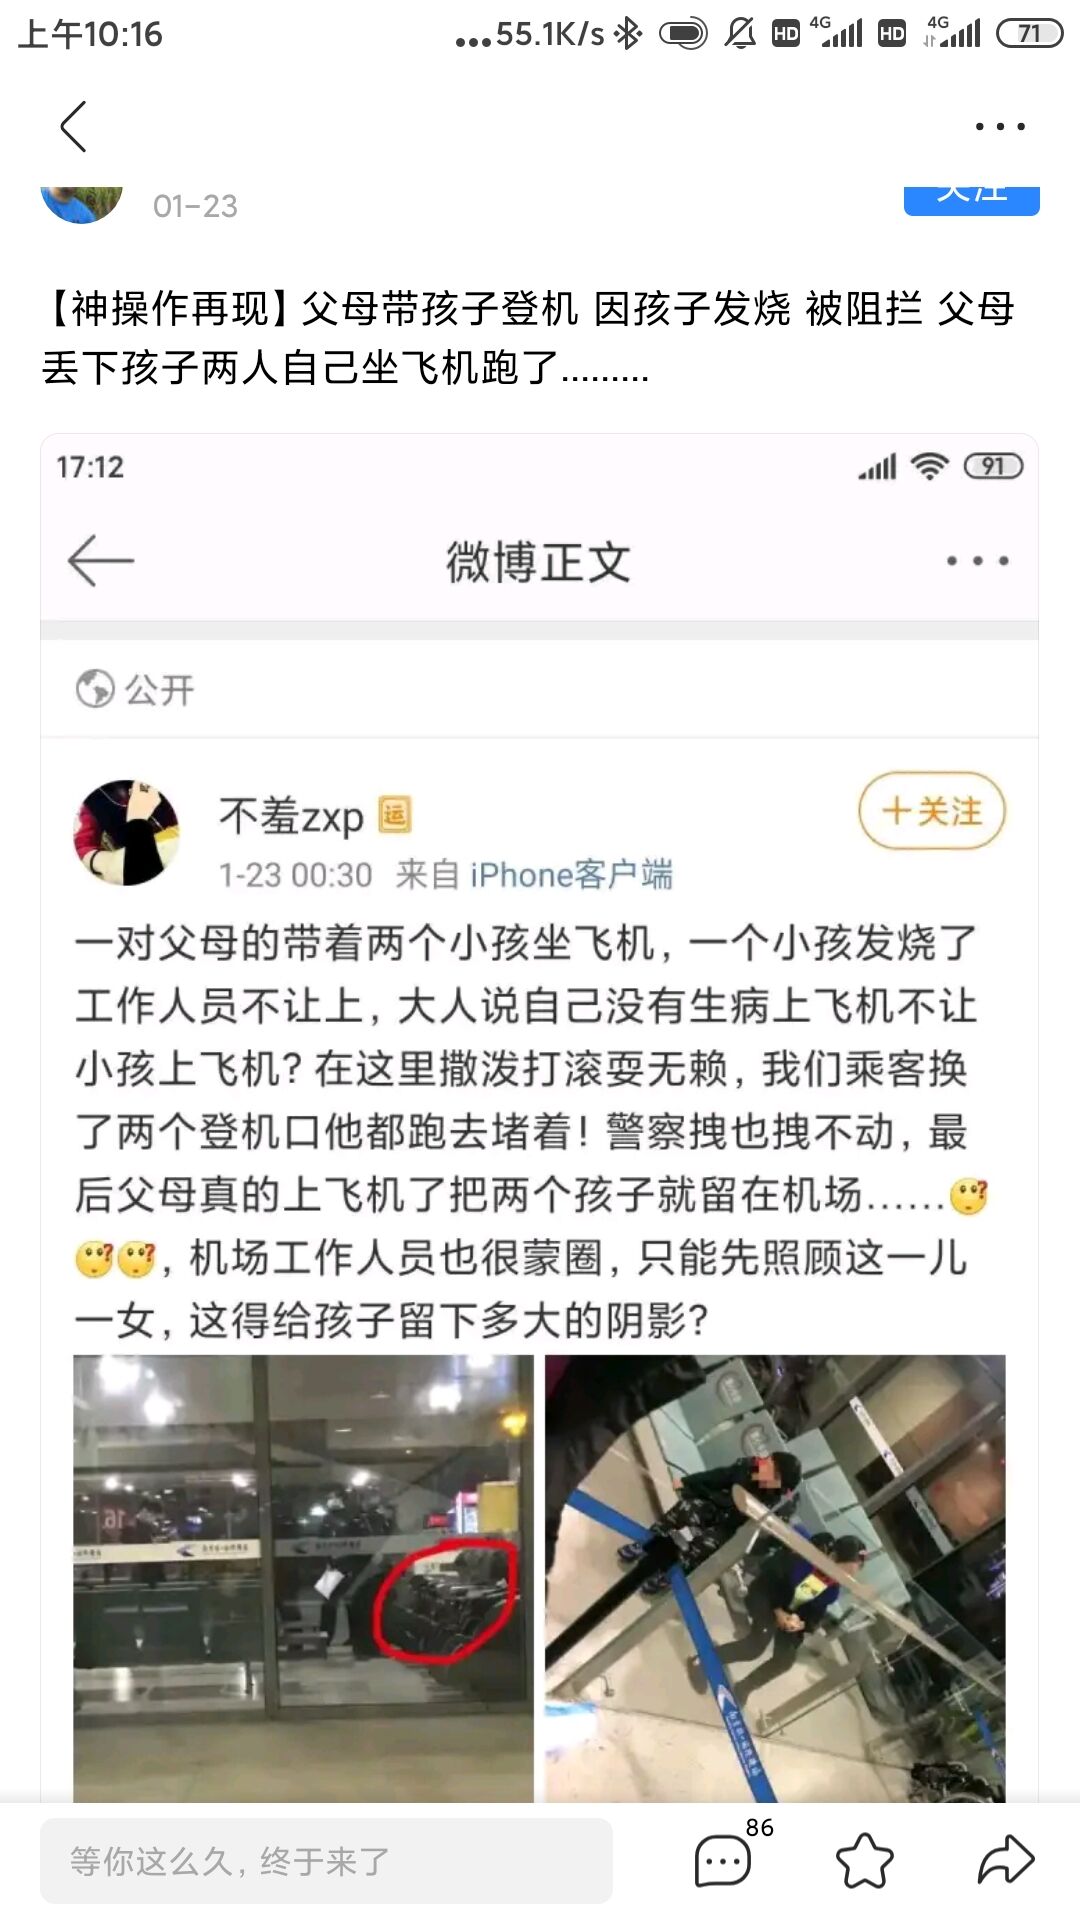 上午10:16
...55.1K/s
HD
4G
HD
4G
71
01-23
关注
【神操作再现】父母带孩子登机 因孩子发烧 被阻拦 父母
丢下孩子两人自己坐飞机跑了.........
17:12
91
微博正文
公开
不羞zxp 运
+关注
1-23 00:30 来自 iPhone客户端
一对父母的带着两个小孩坐飞机，一个小孩发烧了
工作人员不让上，大人说自己没有生病上飞机不让
小孩上飞机？在这里撒泼打滚耍无赖，我们乘客换
了两个登机口他都跑去堵着！警察拽也拽不动，最
后父母真的上飞机了把两个孩子就留在机场……
，机场工作人员也很蒙圈，只能先照顾这一儿
一女，这得给孩子留下多大的阴影？
等你这么久，终于来了
86